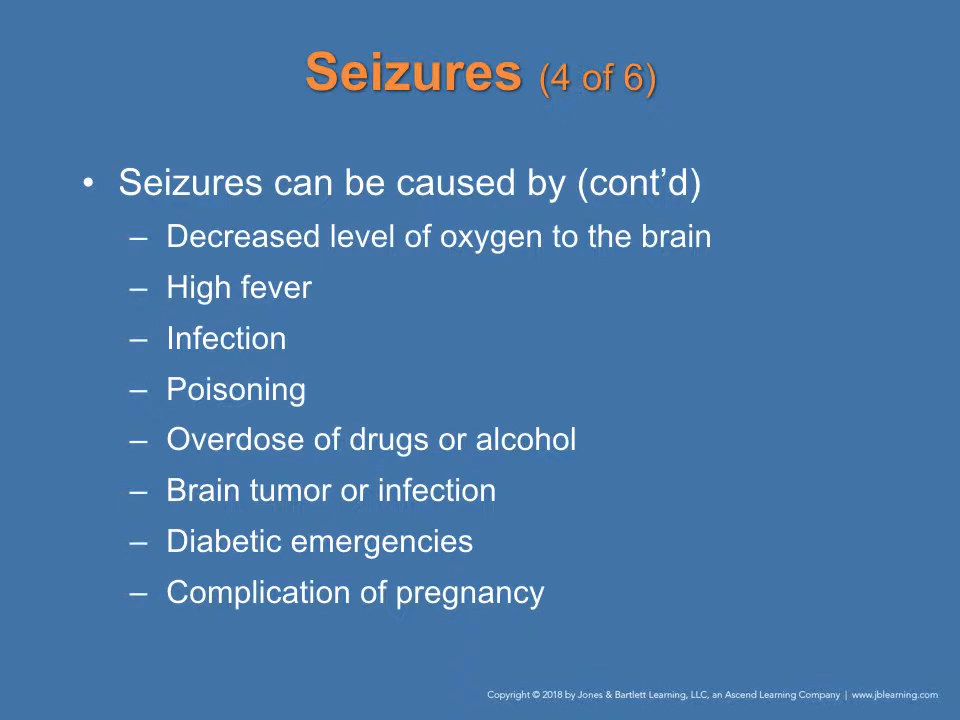 Seizures (4 of 6)
• Seizures can be caused by (cont’d)
– Decreased level of oxygen to the brain
– High fever
– Infection
– Poisoning
– Overdose of drugs or alcohol
– Brain tumor or infection
– Diabetic emergencies
– Complication of pregnancy
Copyright © 2018 by Jones & Bartlett Learning, LLC, an Ascend Learning Company | www.jblearning.com